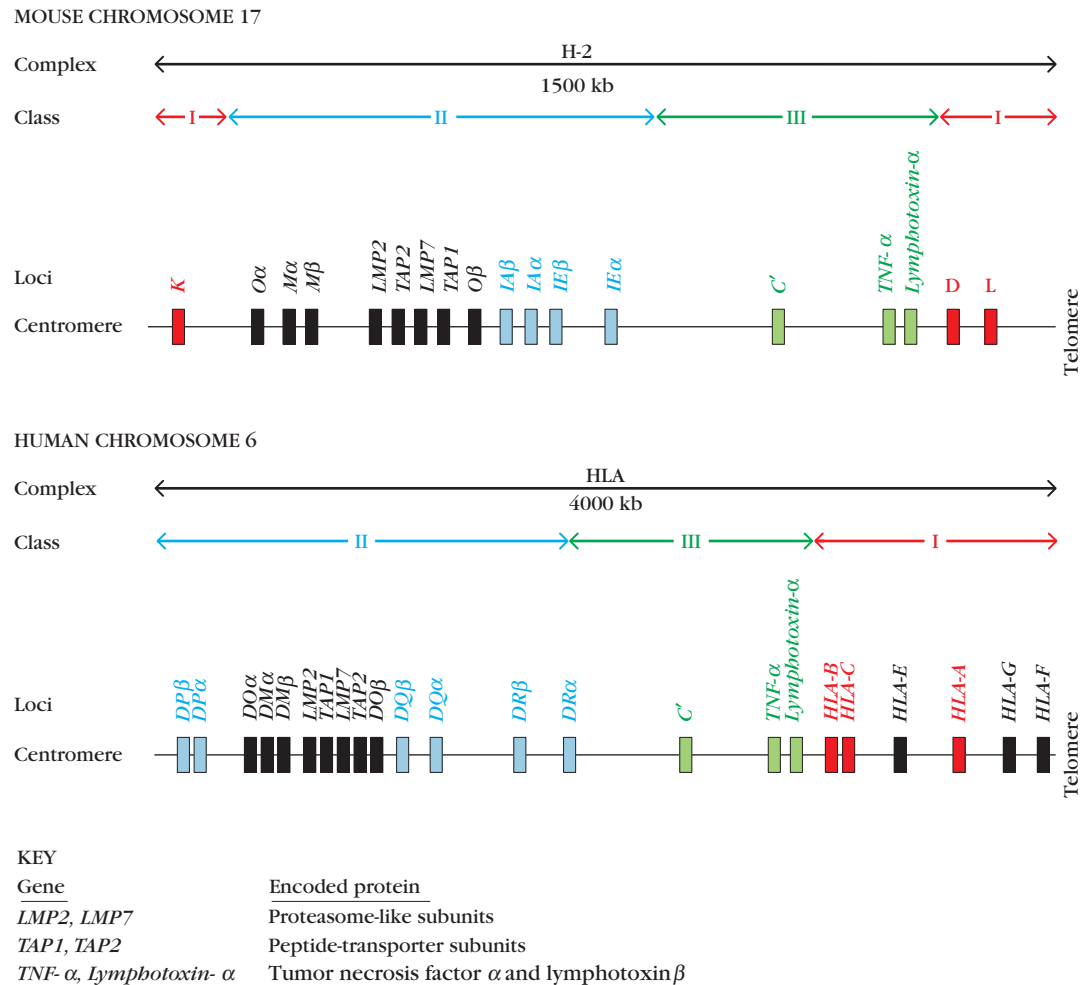 MOUSE CHROMOSOME 17
H-2
Complex
1500 kb
Class
I
II
III
I
Loci
K
Oα
Mα
Mβ
LMP2
TAP2
LMP7
TAP1
Oβ
IAβ
IAα
IEβ
IEα
C′
TNF- α
Lymphotoxin-α
D
L
Centromere
Telomere
HUMAN CHROMOSOME 6
HLA
Complex
4000 kb
Class
II
III
I
Loci
DPβ
DPα
DOα
DMα
DMβ
LMP2
TAP1
LMP7
TAP2
DOβ
DQβ
DQα
DRβ
DRα
C′
TNF-α
Lymphotoxin-α
HLA-B
HLA-C
HLA-E
HLA-A
HLA-G
HLA-F
Centromere
Telomere
KEY
Gene Encoded protein
LMP2, LMP7 Proteasome-like subunits
TAP1, TAP2 Peptide-transporter subunits
TNF- α, Lymphotoxin- α Tumor necrosis factor α and lymphotoxin β